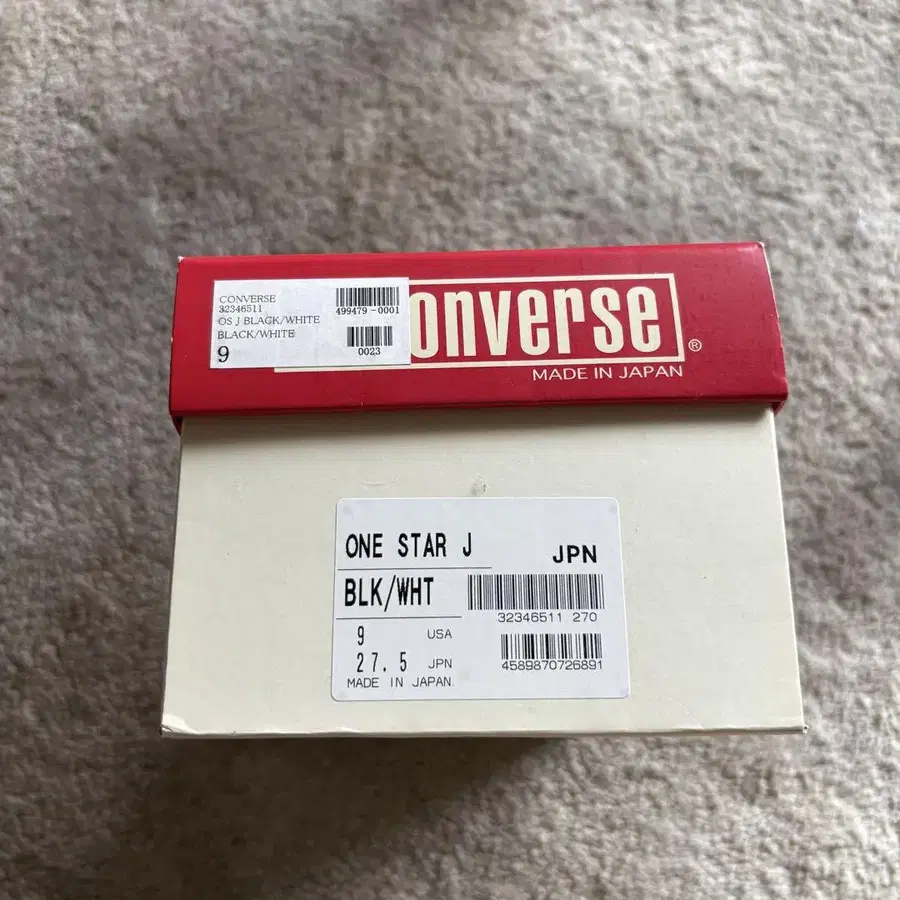 CONVERSE
32346511
499479-0001
OS J BLACK/WHITE
BLACK/WHITE
9
0023
onverse®
MADE IN JAPAN
ONE STAR J
JPN
BLK/WHT
32346511 270
9 USA
27.5 JPN
4589870726891
MADE IN JAPAN.